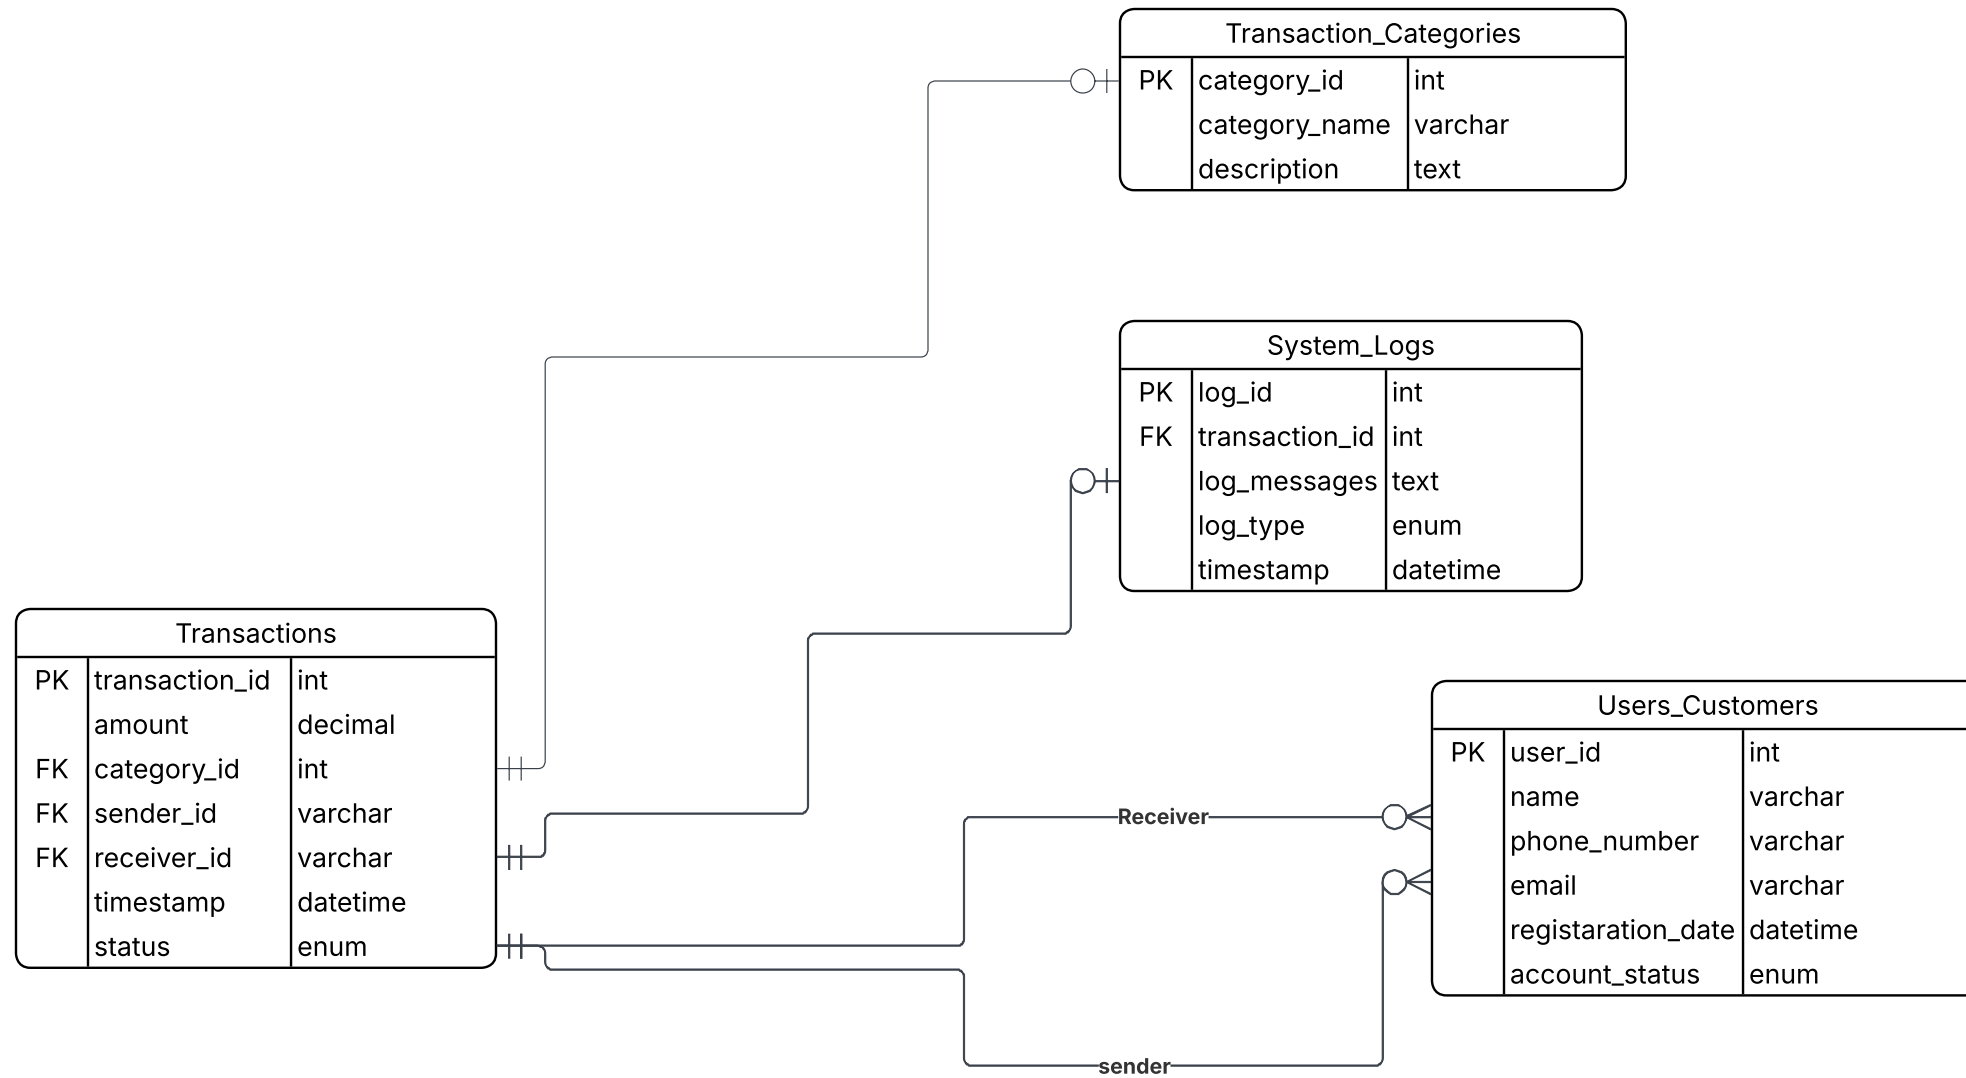 Transaction_Categories
PK category_id int
category_name varchar
description text
System_Logs
PK log_id int
FK transaction_id int
log_messages text
log_type enum
timestamp datetime
Transactions
PK transaction_id int
amount decimal
FK category_id int
FK sender_id varchar
FK receiver_id varchar
timestamp datetime
status enum
Users_Customers
PK user_id int
name varchar
phone_number varchar
email varchar
registaration_date datetime
account_status enum
Receiver
sender